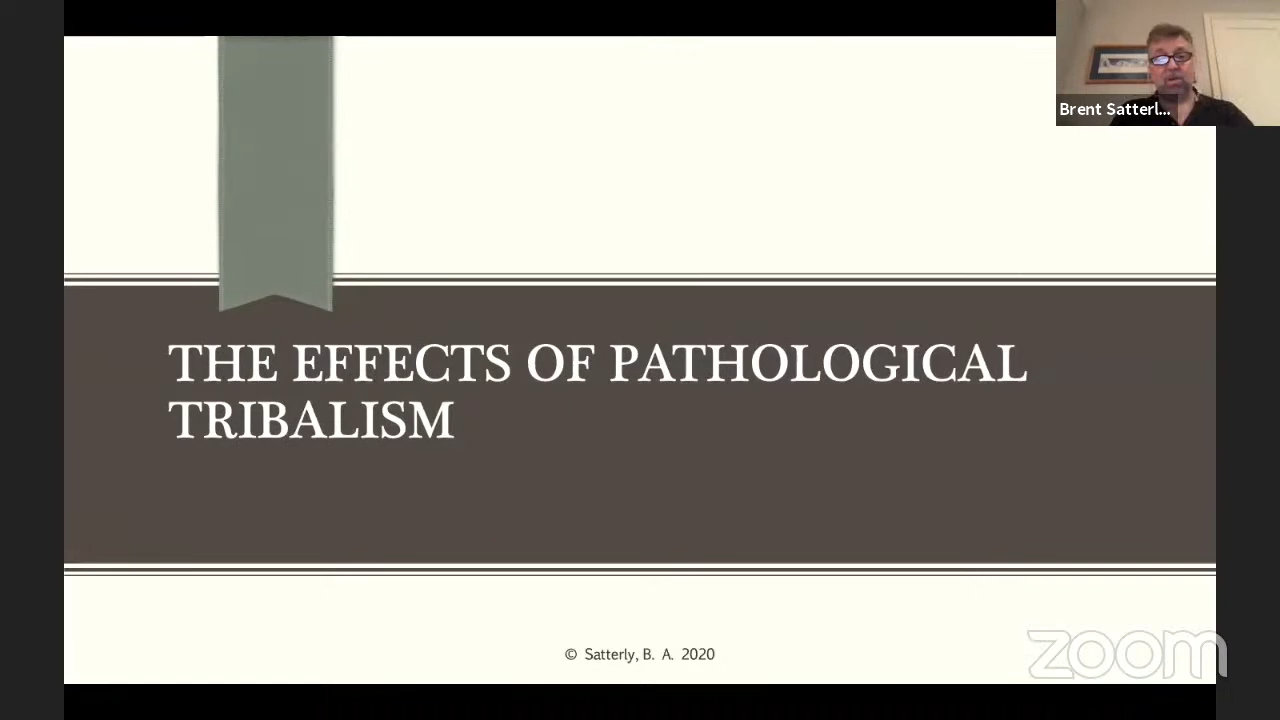 Brent Satterl...
THE EFFECTS OF PATHOLOGICAL
TRIBALISM
© Satterly, B. A. 2020
zoom